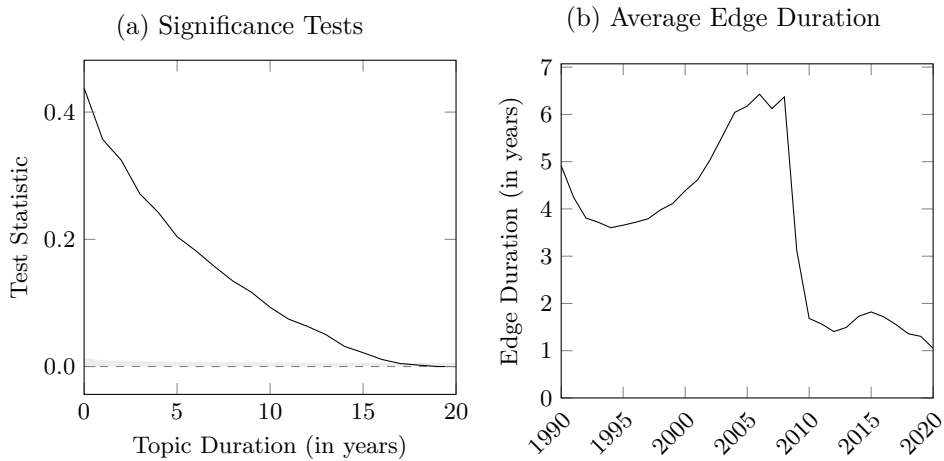 (a) Significance Tests
Test Statistic
0.4
0.2
0.0
0 5 10 15 20
Topic Duration (in years)
(b) Average Edge Duration
Edge Duration (in years)
7
6
5
4
3
2
1
0
1990 1995 2000 2005 2010 2015 2020